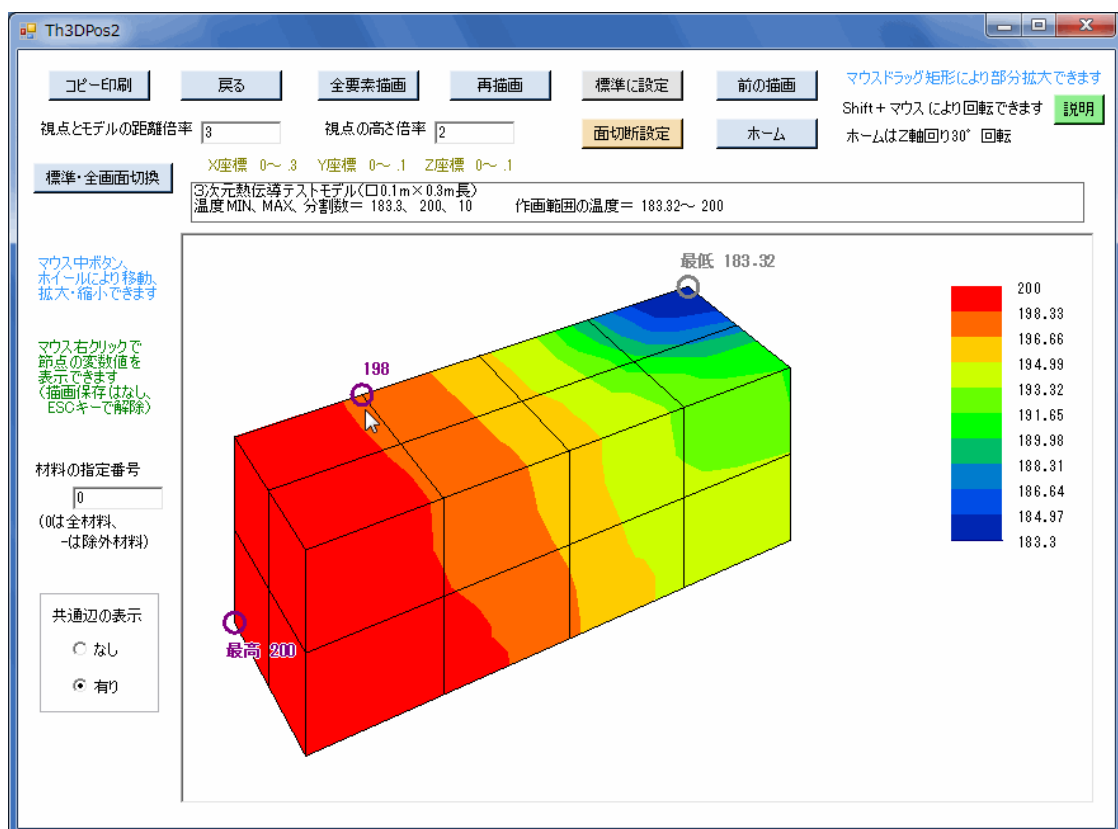 Th3DPos2
コピー印刷
戻る
全要素描画
再描画
標準に設定
前の描画
マウスドラッグ矩形により部分拡大できます
Shift+マウスにより回転できます
説明
視点とモデルの距離倍率 3
視点の高さ倍率 2
面切断設定
ホーム
ホームはZ軸回り30° 回転
X座標 0～ .3 Y座標 0～ .1 Z座標 0～ .1
標準・全画面切換
3次元熱伝導テストモデル(口0.1m×0.3m長)
温度MIN、MAX、分割数＝ 183.3、 200、 10 作画範囲の温度＝ 183.32～ 200
マウス中ボタン、
ホイールにより移動、
拡大・縮小できます
マウス右クリックで
節点の変数値を
表示できます
(描画保存はなし、
ESCキーで解除)
材料の指定番号
0
(0は全材料、
-は除外材料)
共通辺の表示
なし
有り
最低 183.32
198
最高 200
200
198.33
196.66
194.99
193.32
191.65
189.98
188.31
186.64
184.97
183.3